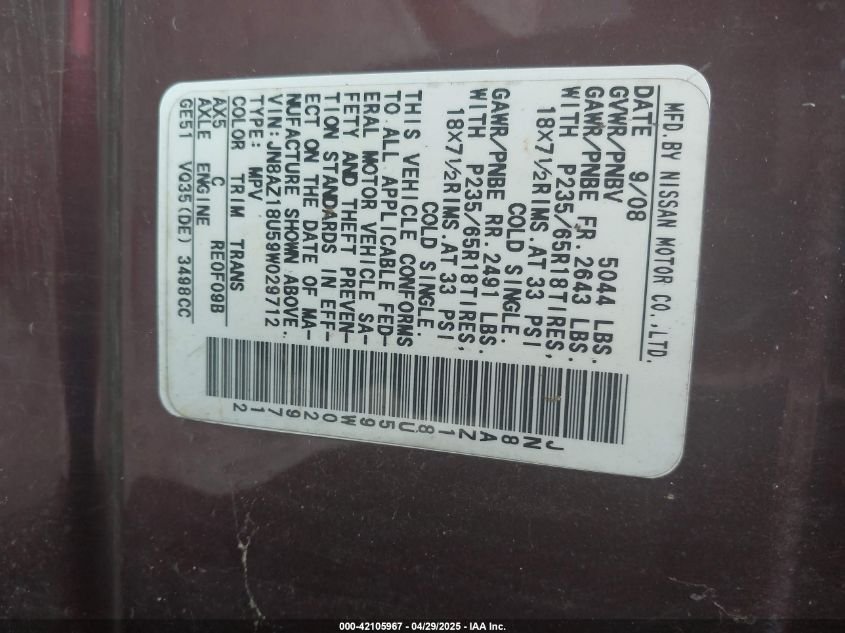 MFD.BY NISSAN MOTOR CO.,LTD.
DATE 9/08
GVWR/PNBV 5044 LBS.
GAWR/PNBE FR.2643 LBS.
WITH P235/65R18TIRES,
18X7½RIMS AT 33 PSI
COLD SINGLE.
GAWR/PNBE RR.2491 LBS.
WITH P235/65R18TIRES,
18X7½RIMS AT 33 PSI
COLD SINGLE
THIS VEHICLE CONFORMS
TO ALL APPLICABLE FED-
ERAL MOTOR VEHICLE SA-
FETY AND THEFT PREVEN-
TION STANDARDS IN EFF-
ECT ON THE DATE OF MA-
NUFACTURE SHOWN ABOVE.
VIN:JN8AZ18U59W029712
TYPE: MPV
COLOR TRIM TRANS
AX5 C RE0F09B
AXLE ENGINE
GE51 VQ35(DE) 3498CC
JN8AZ18U59W029712
000-42105967 - 04/29/2025 - IAA Inc.